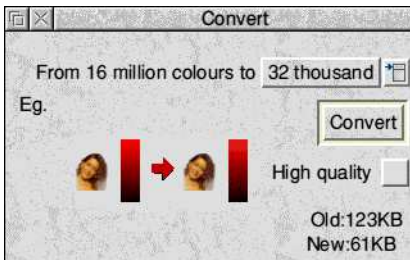 Convert
From 16 million colours to 32 thousand
Eg.
Convert
High quality
Old:123KB
New:61KB